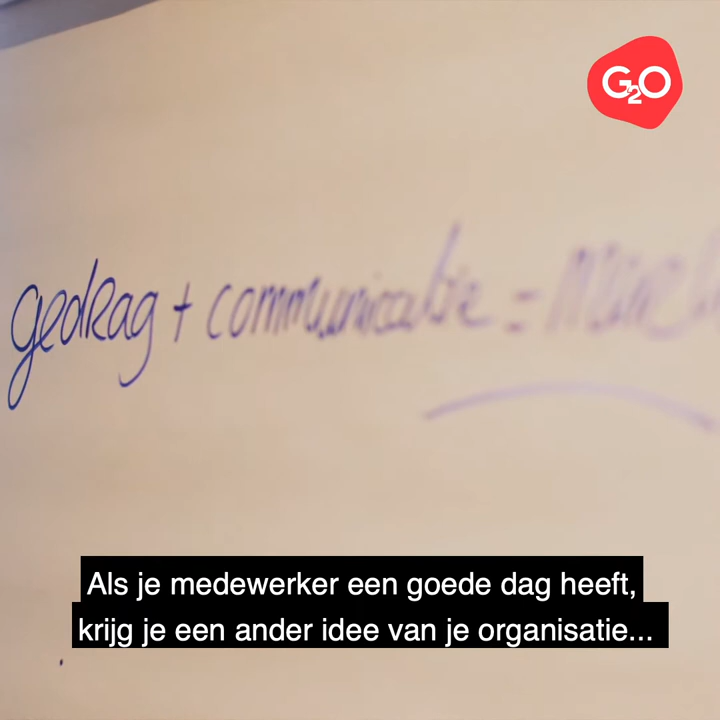 G2O
gedrag + communicatie =
Als je medewerker een goede dag heeft,
krijg je een ander idee van je organisatie...